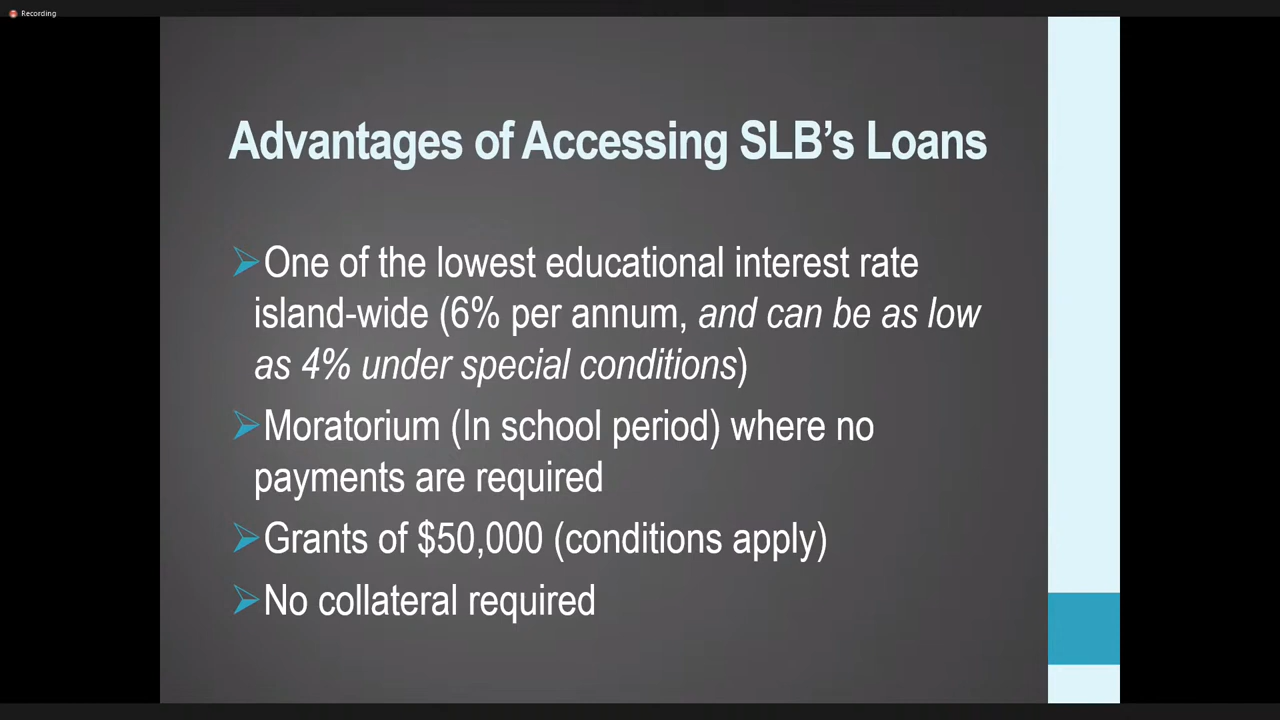 Recording
Advantages of Accessing SLB’s Loans
One of the lowest educational interest rate
island-wide (6% per annum, and can be as low
as 4% under special conditions)
Moratorium (In school period) where no
payments are required
Grants of $50,000 (conditions apply)
No collateral required